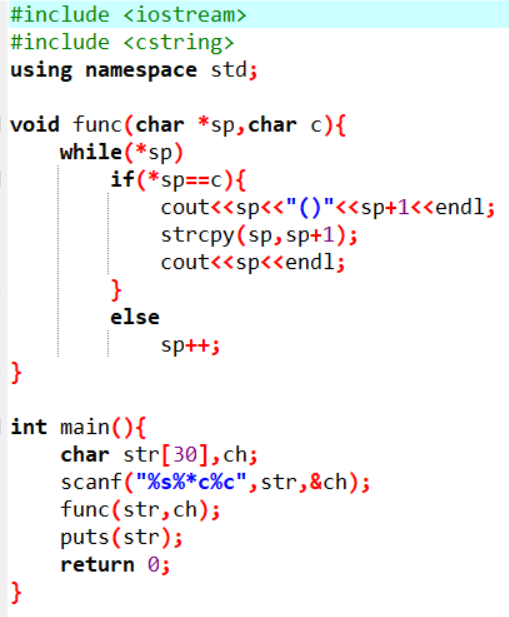 #include <iostream>
#include <cstring>
using namespace std;

void func(char *sp,char c){
    while(*sp)
        if(*sp==c){
            cout<<sp<<"()"<<sp+1<<endl;
            strcpy(sp,sp+1);
            cout<<sp<<endl;
        }
        else
            sp++;
}

int main(){
    char str[30],ch;
    scanf("%s%*c%c",str,&ch);
    func(str,ch);
    puts(str);
    return 0;
}